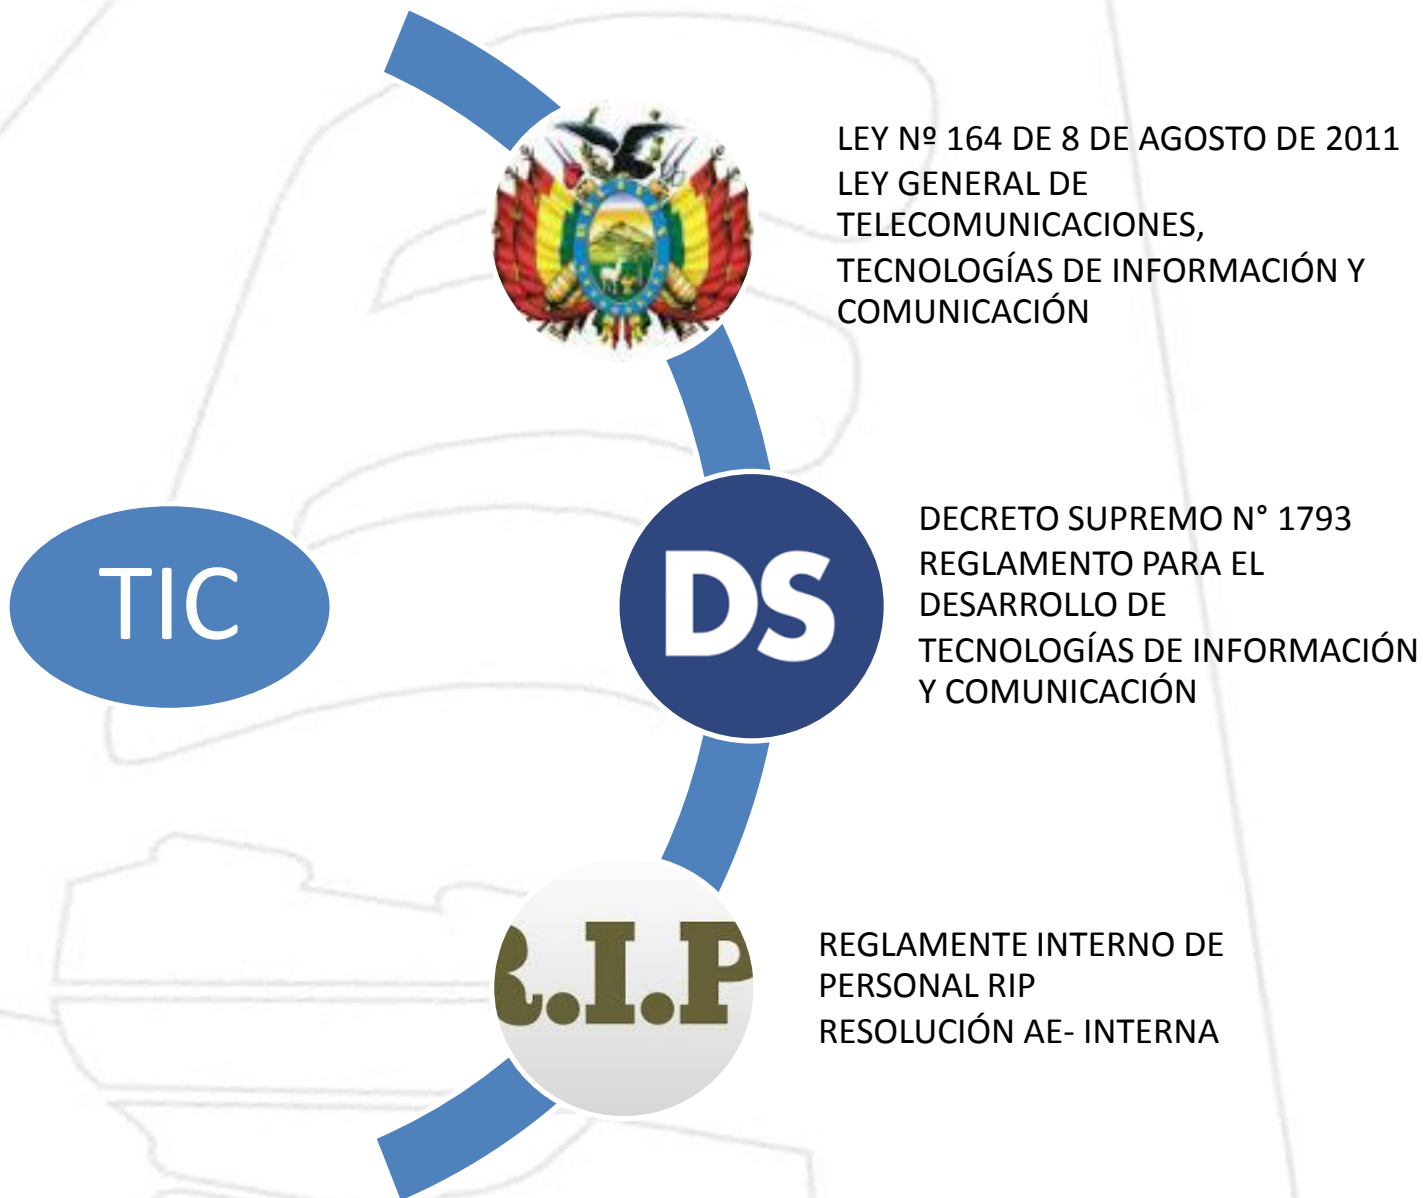 LEY Nº 164 DE 8 DE AGOSTO DE 2011
LEY GENERAL DE
TELECOMUNICACIONES,
TECNOLOGÍAS DE INFORMACIÓN Y
COMUNICACIÓN
TIC
DS
DECRETO SUPREMO N° 1793
REGLAMENTO PARA EL
DESARROLLO DE
TECNOLOGÍAS DE INFORMACIÓN
Y COMUNICACIÓN
R.I.P
REGLAMENTE INTERNO DE
PERSONAL RIP
RESOLUCIÓN AE- INTERNA